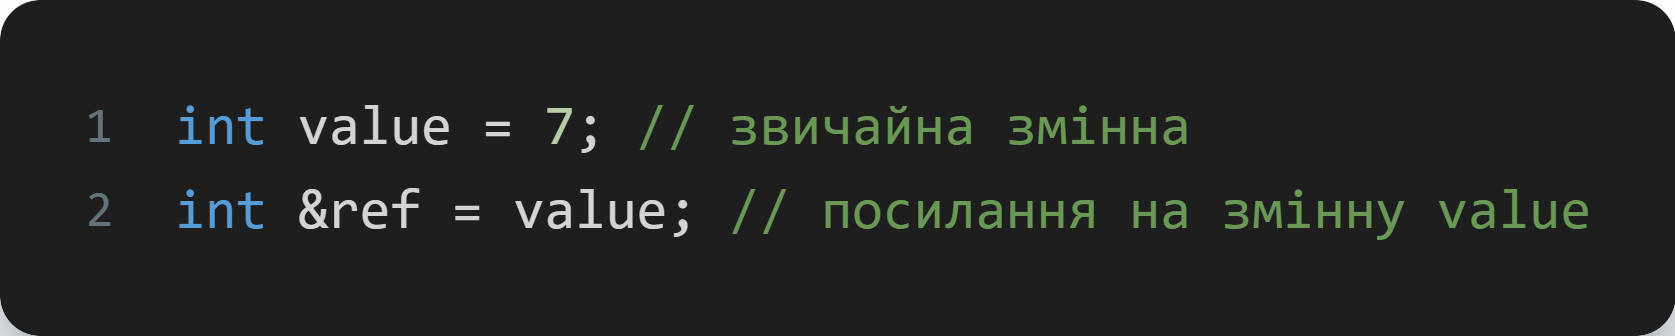 1 int value = 7; // звичайна змінна
2 int &ref = value; // посилання на змінну value